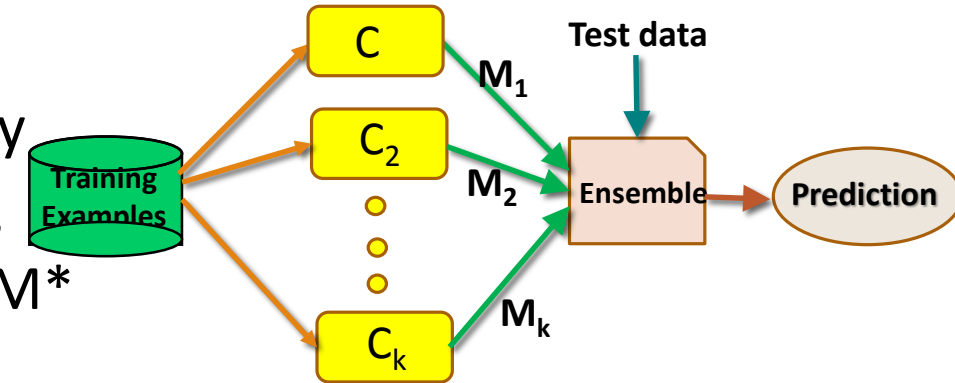 C
Test data
M₁
y
C₂
Training
Examples
M₂
Ensemble
Prediction
M*
Mₖ
Cₖ